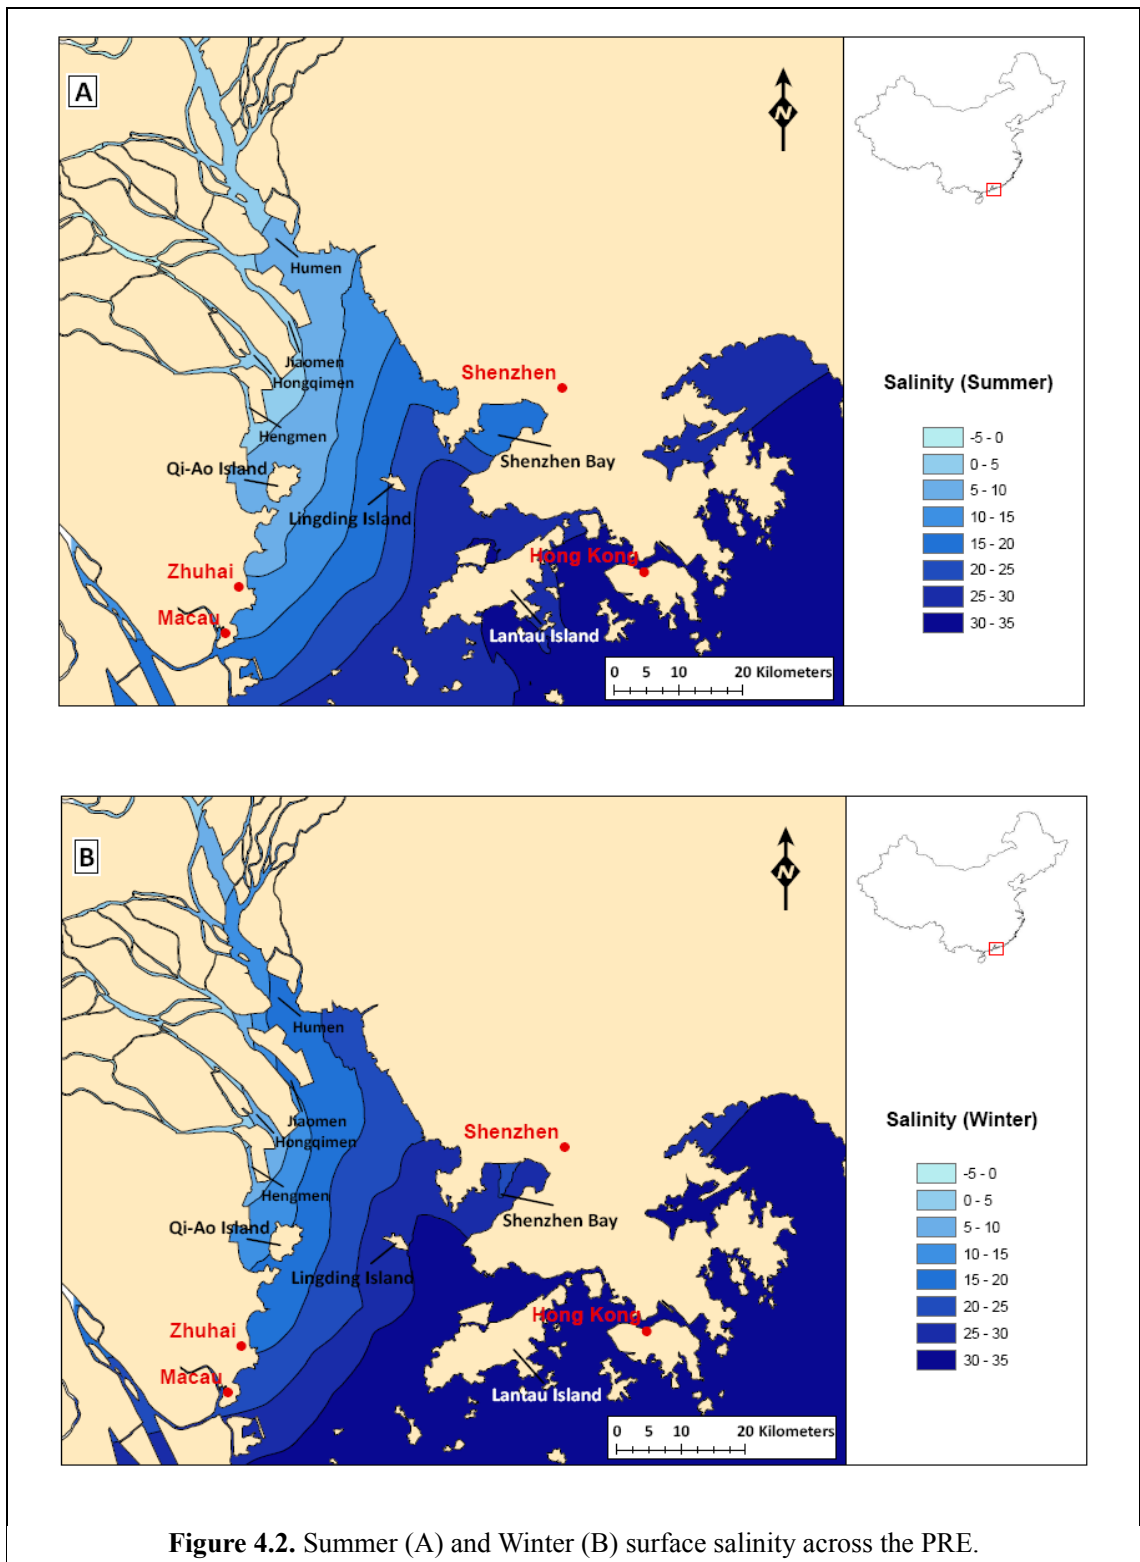 A
N
Humen
Jiaomen
Hongqimen
Hengmen
Qi-Ao Island
Lingding Island
Shenzhen
Shenzhen Bay
Zhuhai
Macau
Hong Kong
Lantau Island
0 5 10 20 Kilometers
Salinity (Summer)
-5 - 0
0 - 5
5 - 10
10 - 15
15 - 20
20 - 25
25 - 30
30 - 35
B
N
Humen
Jiaomen
Hongqimen
Hengmen
Qi-Ao Island
Lingding Island
Shenzhen
Shenzhen Bay
Zhuhai
Macau
Hong Kong
Lantau Island
0 5 10 20 Kilometers
Salinity (Winter)
-5 - 0
0 - 5
5 - 10
10 - 15
15 - 20
20 - 25
25 - 30
30 - 35
Figure 4.2. Summer (A) and Winter (B) surface salinity across the PRE.